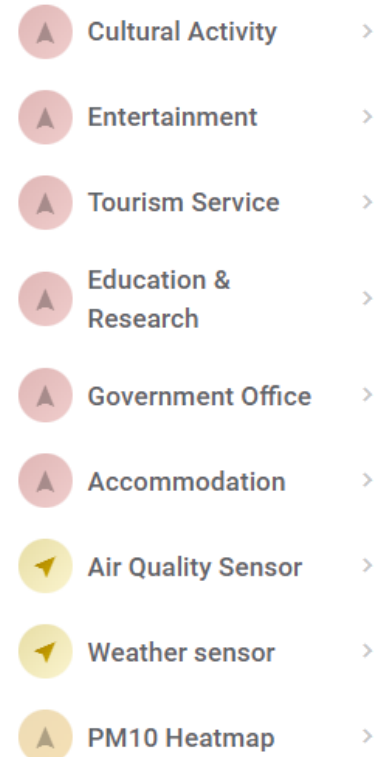 Cultural Activity
Entertainment
Tourism Service
Education &
Research
Government Office
Accommodation
Air Quality Sensor
Weather sensor
PM10 Heatmap